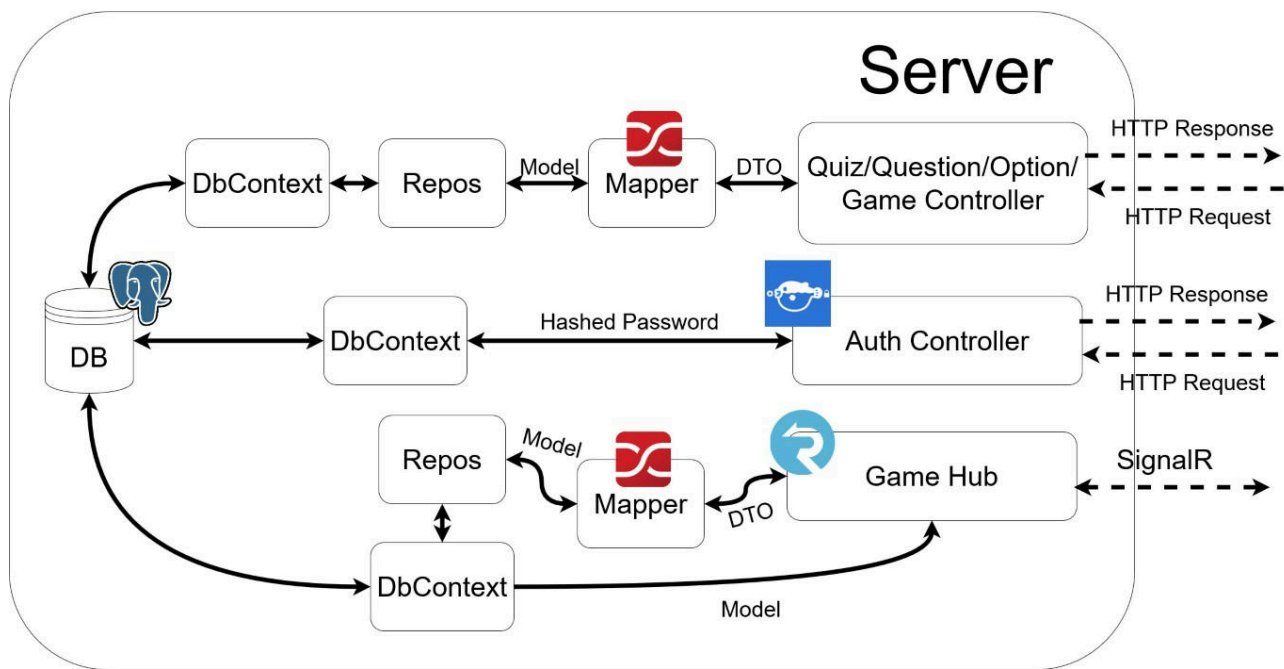 Server
HTTP Response
Model
DTO
DbContext
Repos
Mapper
Quiz/Question/Option/
Game Controller
HTTP Request
HTTP Response
Hashed Password
DB
DbContext
Auth Controller
HTTP Request
Model
Repos
Mapper
DTO
Game Hub
SignalR
DbContext
Model